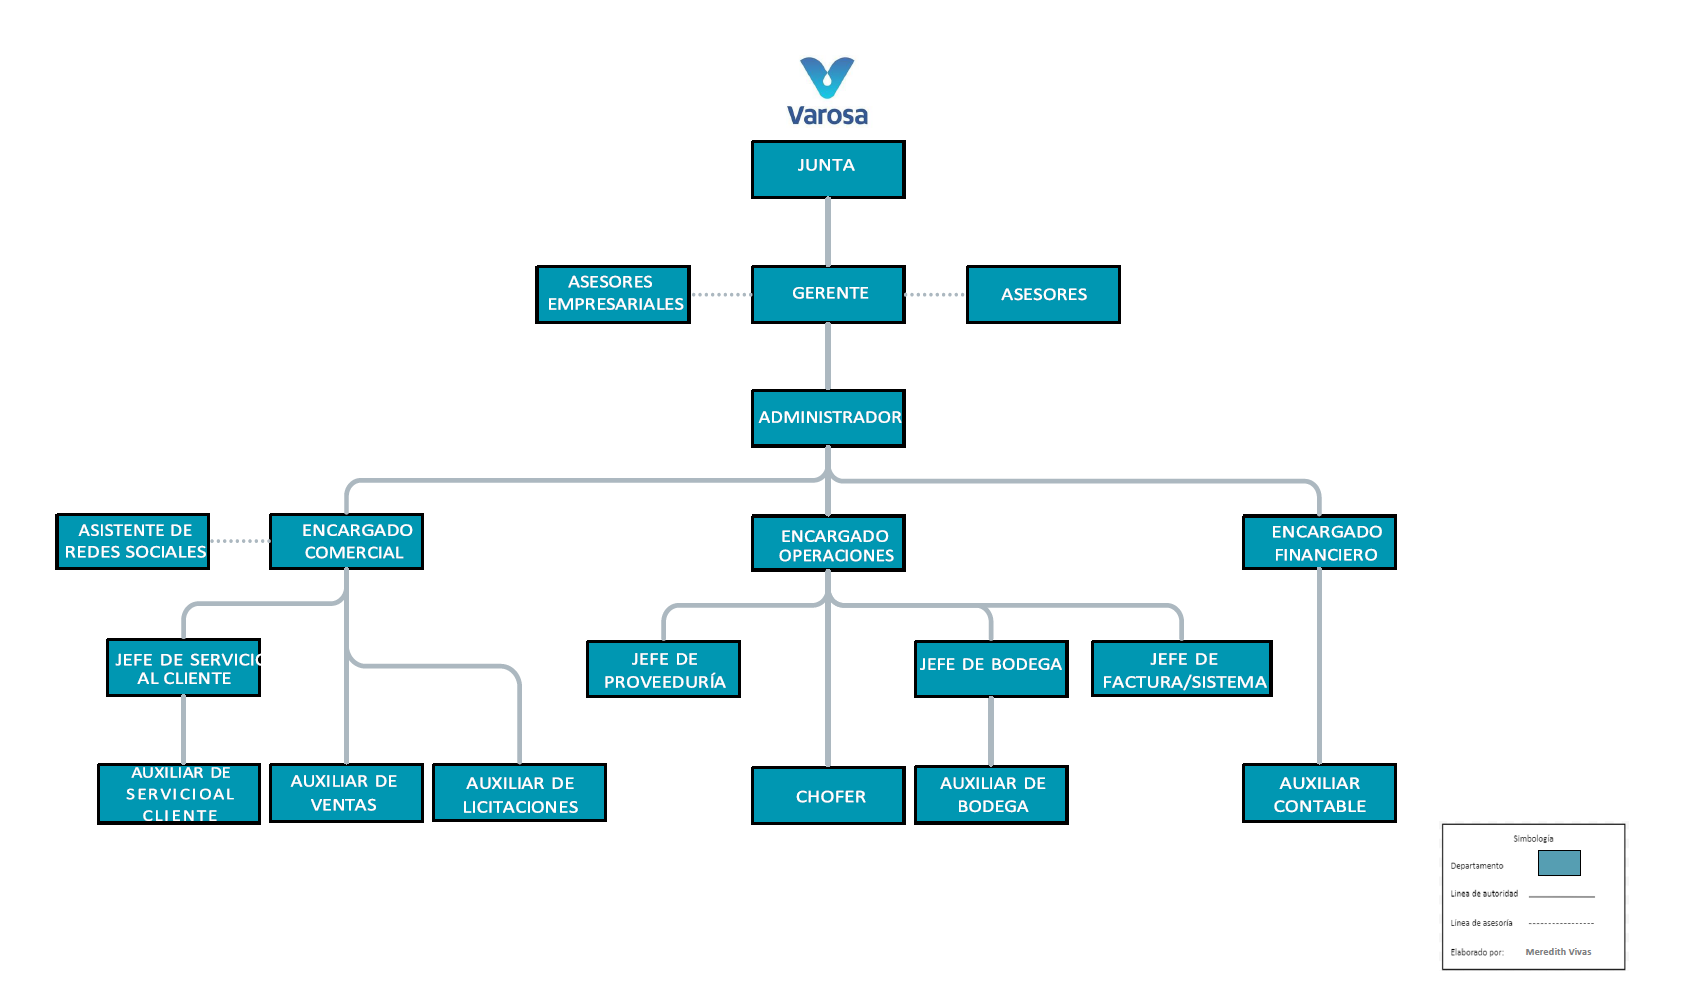 Varosa
JUNTA
ASESORES
EMPRESARIALES
GERENTE
ASESORES
ADMINISTRADOR
ASISTENTE DE
REDES SOCIALES
ENCARGADO
COMERCIAL
ENCARGADO
OPERACIONES
ENCARGADO
FINANCIERO
JEFE DE SERVICIO
AL CLIENTE
JEFE DE
PROVEEDURÍA
JEFE DE BODEGA
JEFE DE
FACTURA/SISTEMA
AUXILIAR DE
SERVICIOAL
CLIENTE
AUXILIAR DE
VENTAS
AUXILIAR DE
LICITACIONES
CHOFER
AUXILIAR DE
BODEGA
AUXILIAR
CONTABLE
Simbología
Departamento
Linea de autoridad
Línea de asesoría
Elaborado por: Meredith Vivas